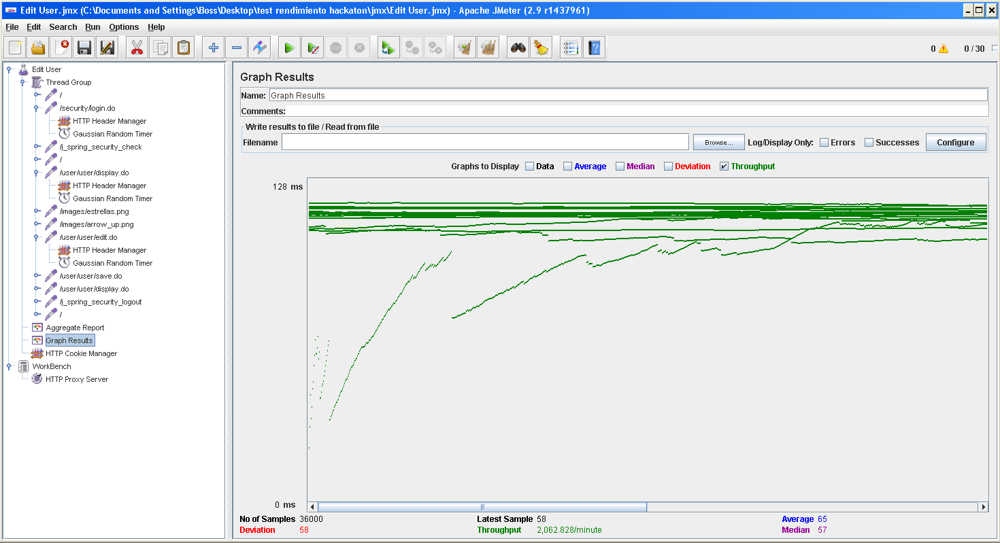 Edit User.jmx (C:\Documents and Settings\Boss\Desktop\test rendimiento hackaton\jmx\Edit User.jmx) - Apache JMeter (2.9 r1437961)
File Edit Search Run Options Help
0 0 / 30
Edit User
Thread Group
/
/security/login.do
HTTP Header Manager
Gaussian Random Timer
/j_spring_security_check
/
/user/user/display.do
HTTP Header Manager
Gaussian Random Timer
/images/estrellas.png
/images/arrow_up.png
/user/user/edit.do
HTTP Header Manager
Gaussian Random Timer
/user/user/save.do
/user/user/display.do
/j_spring_security_logout
/
Aggregate Report
Graph Results
HTTP Cookie Manager
WorkBench
HTTP Proxy Server
Graph Results
Name: Graph Results
Comments:
Write results to file / Read from file
Filename Browse... Log/Display Only: Errors Successes Configure
Graphs to Display Data Average Median Deviation Throughput
128 ms
0 ms
No of Samples 36000 Latest Sample 58 Average 65
Deviation 58 Throughput 2,062.828/minute Median 57